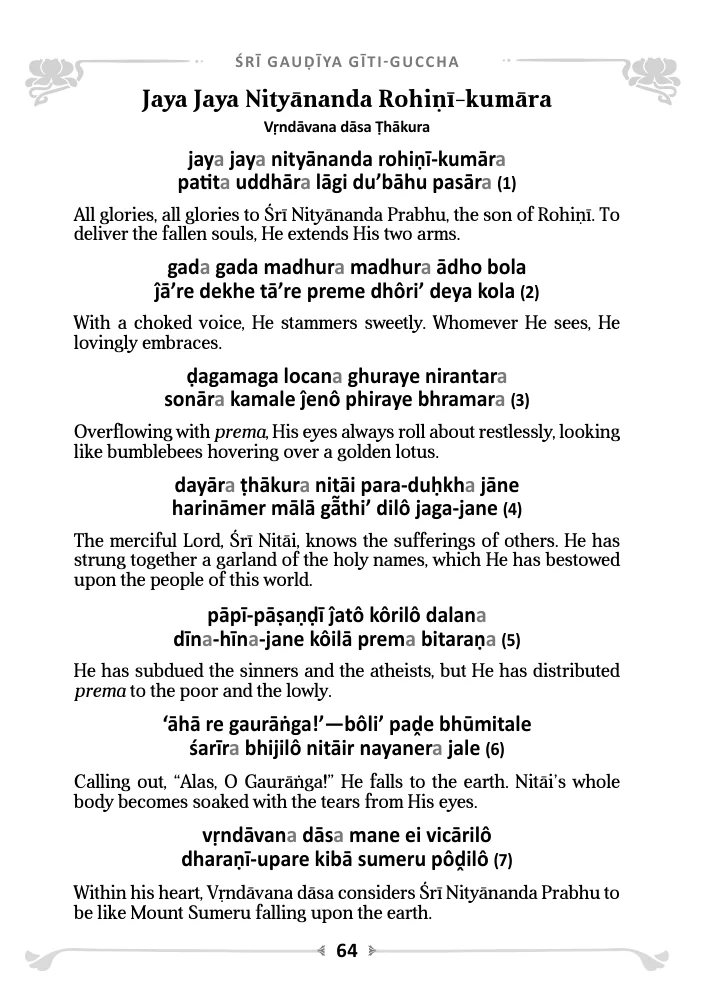 ŚRĪ GAUḌĪYA GĪTI-GUCCHA
Jaya Jaya Nityānanda Rohiṇī-kumāra
Vṛndāvana dāsa Ṭhākura
jaya jaya nityānanda rohiṇī-kumāra
patita uddhāra lāgi du’bāhu pasāra (1)
All glories, all glories to Śrī Nityānanda Prabhu, the son of Rohiṇī. To
deliver the fallen souls, He extends His two arms.
gada gada madhura madhura ādho bola
ĵā’re dekhe tā’re preme dhôri’ deya kola (2)
With a choked voice, He stammers sweetly. Whomever He sees, He
lovingly embraces.
ḍagamaga locana ghuraye nirantara
sonāra kamale ĵenô phiraye bhramara (3)
Overflowing with prema, His eyes always roll about restlessly, looking
like bumblebees hovering over a golden lotus.
dayāra ṭhākura nitāi para-duḥkha jāne
harināmer mālā gā̃thi’ dilô jaga-jane (4)
The merciful Lord, Śrī Nitāi, knows the sufferings of others. He has
strung together a garland of the holy names, which He has bestowed
upon the people of this world.
pāpī-pāṣaṇḍī ĵatô kôrilô dalana
dīna-hīna-jane kôilā prema bitaraṇa (5)
He has subdued the sinners and the atheists, but He has distributed
prema to the poor and the lowly.
‘āhā re gaurāṅga!’—bôli’ paḓe bhūmitale
śarīra bhijilô nitāir nayanera jale (6)
Calling out, “Alas, O Gaurāṅga!” He falls to the earth. Nitāi’s whole
body becomes soaked with the tears from His eyes.
vṛndāvana dāsa mane ei vicārilô
dharaṇī-upare kibā sumeru pôḓilô (7)
Within his heart, Vṛndāvana dāsa considers Śrī Nityānanda Prabhu to
be like Mount Sumeru falling upon the earth.
64